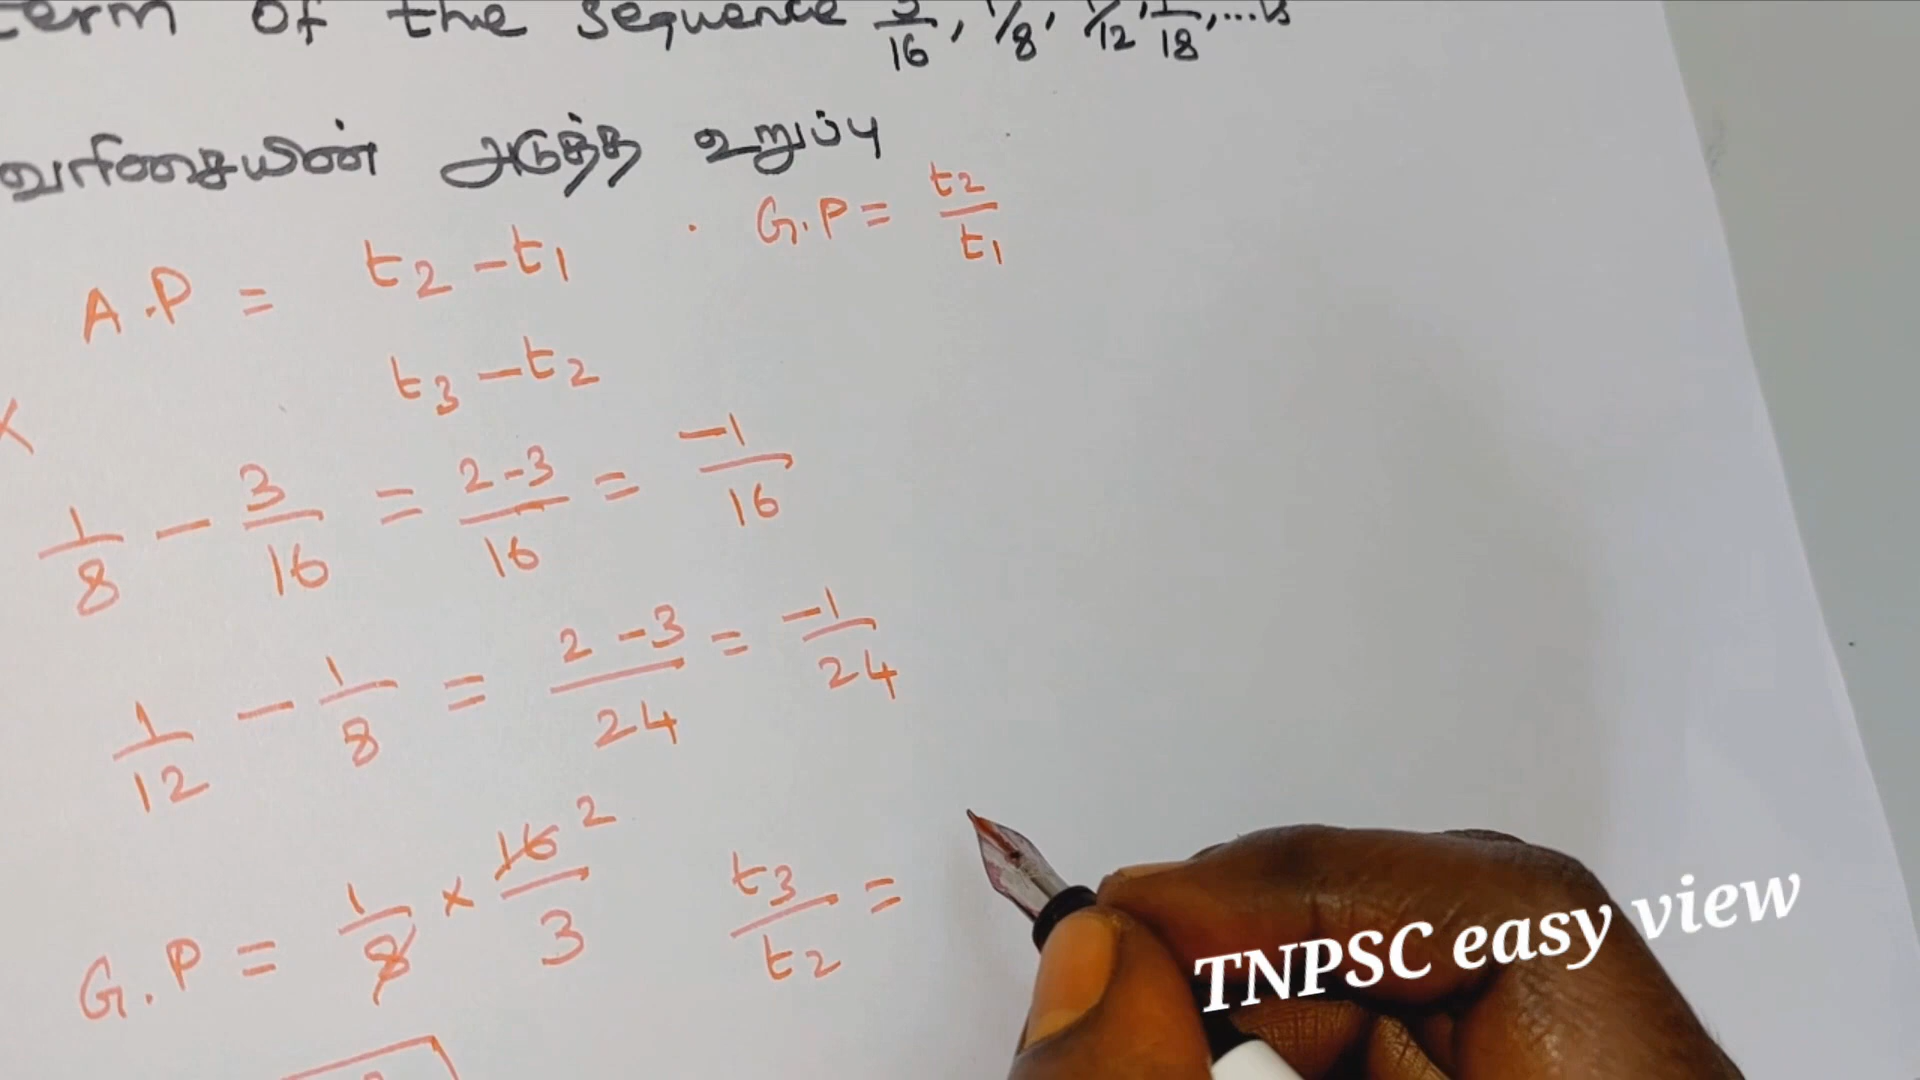 term of the sequence 3/16, 1/8, 1/12, 1/18, ... is
வரிசையின் அடுத்த உறுப்பு
A.P = t2 - t1 . G.P = t2/t1
t3 - t2
x
1/8 - 3/16 = 2-3/16 = -1/16
1/12 - 1/8 = 2-3/24 = -1/24
G.P = 1/8 x 16 2/3 t3/t2 =
TNPSC easy view